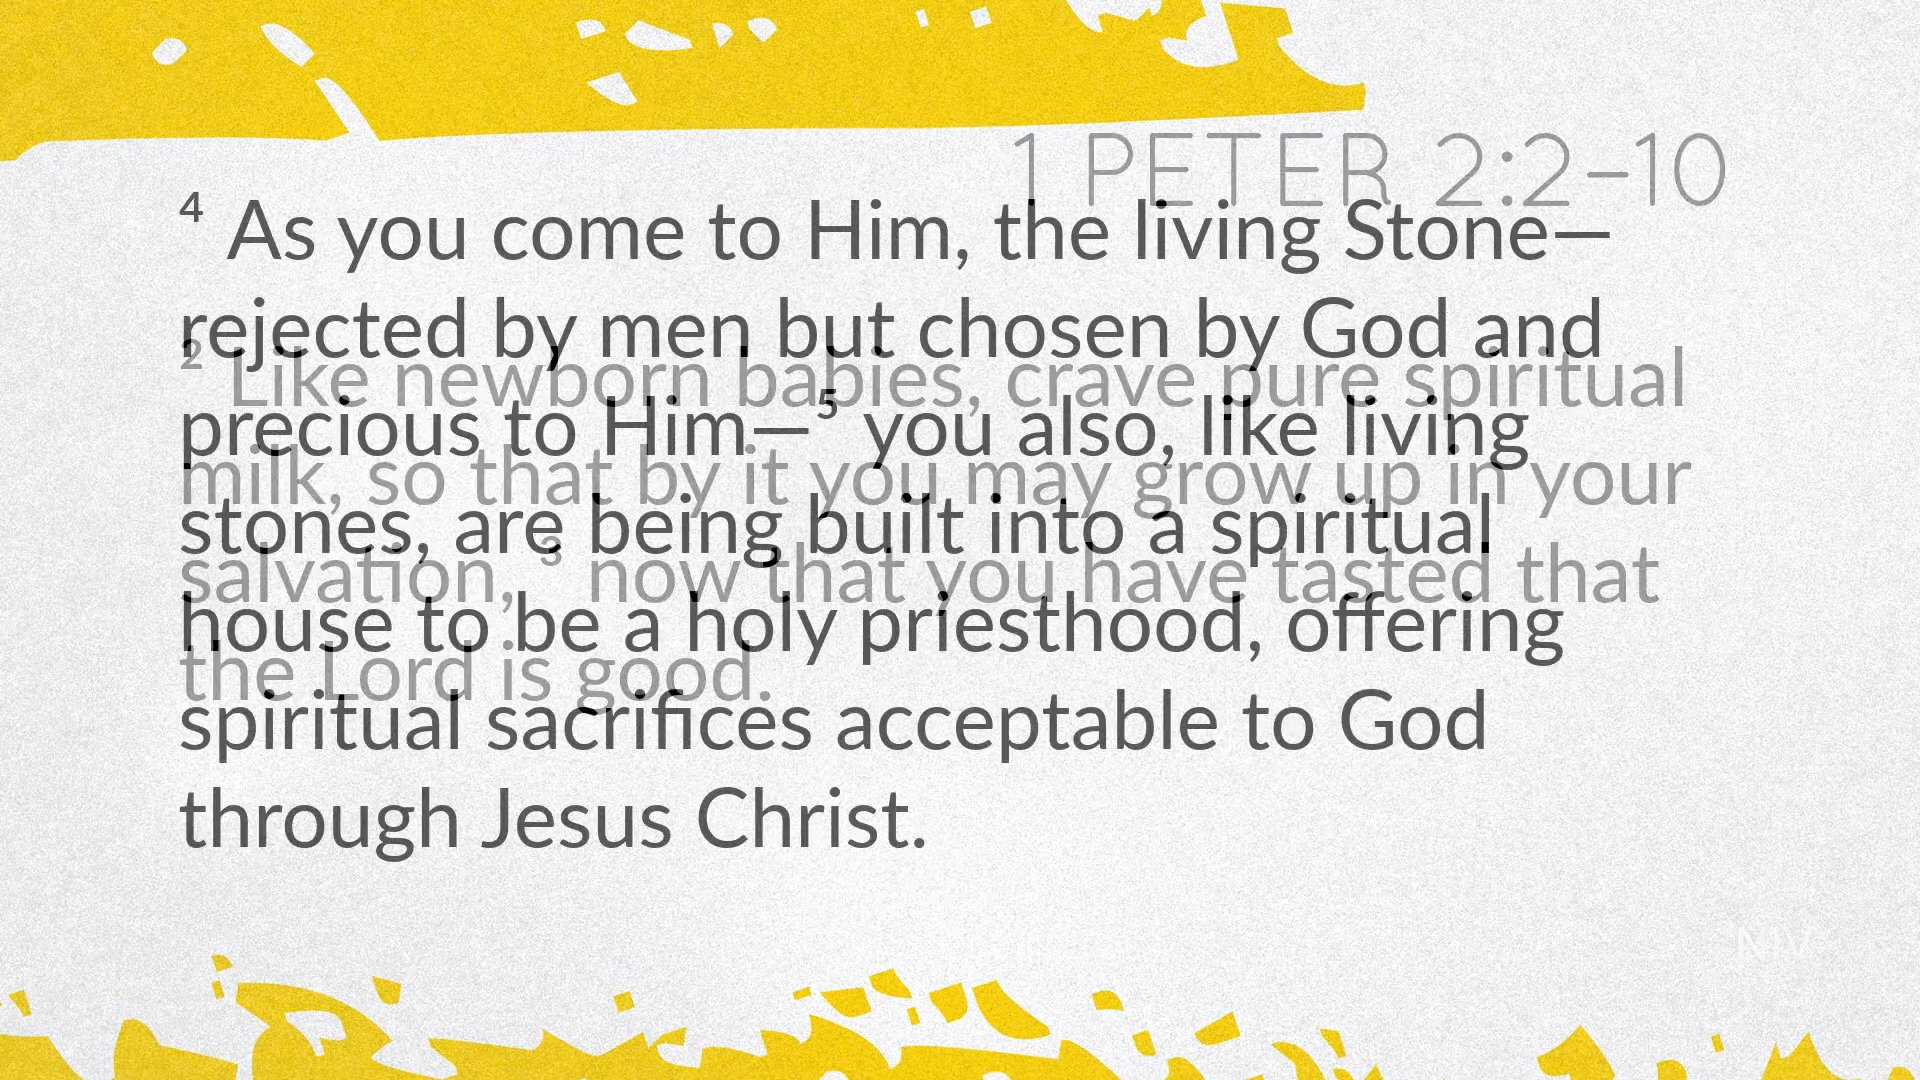 1 PETER 2:2–10
4 As you come to Him, the living Stone—
rejected by men but chosen by God and
precious to Him—5 you also, like living
stones, are being built into a spiritual
house to be a holy priesthood, offering
spiritual sacrifices acceptable to God
through Jesus Christ.
2 Like newborn babies, crave pure spiritual
milk, so that by it you may grow up in your
salvation, 3 now that you have tasted that
the Lord is good.
NIV